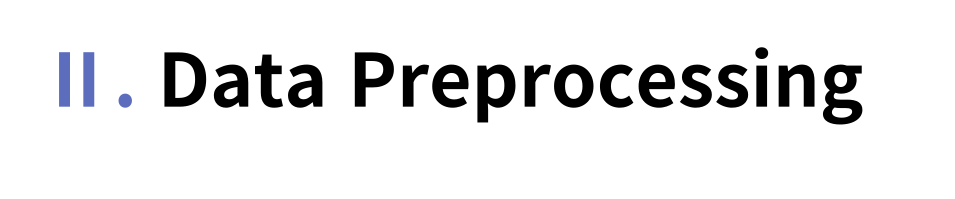 II. Data Preprocessing